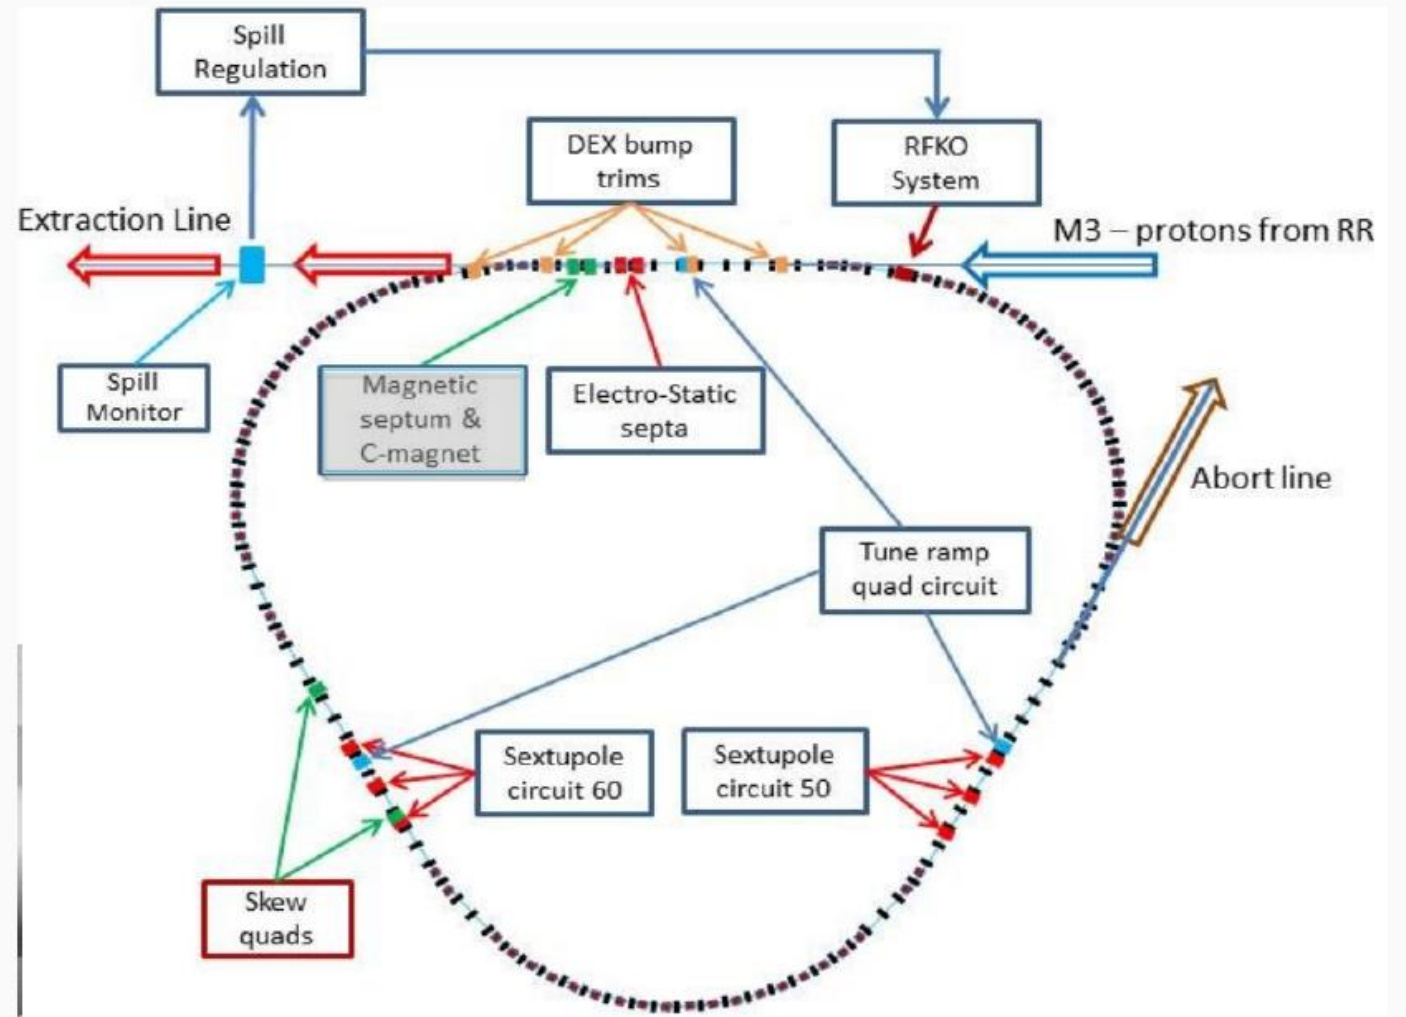 Spill
Regulation
DEX bump
trims
RFKO
System
Extraction Line
M3 – protons from RR
Spill
Monitor
Magnetic
septum &
C-magnet
Electro-Static
septa
Abort line
Tune ramp
quad circuit
Sextupole
circuit 60
Sextupole
circuit 50
Skew
quads